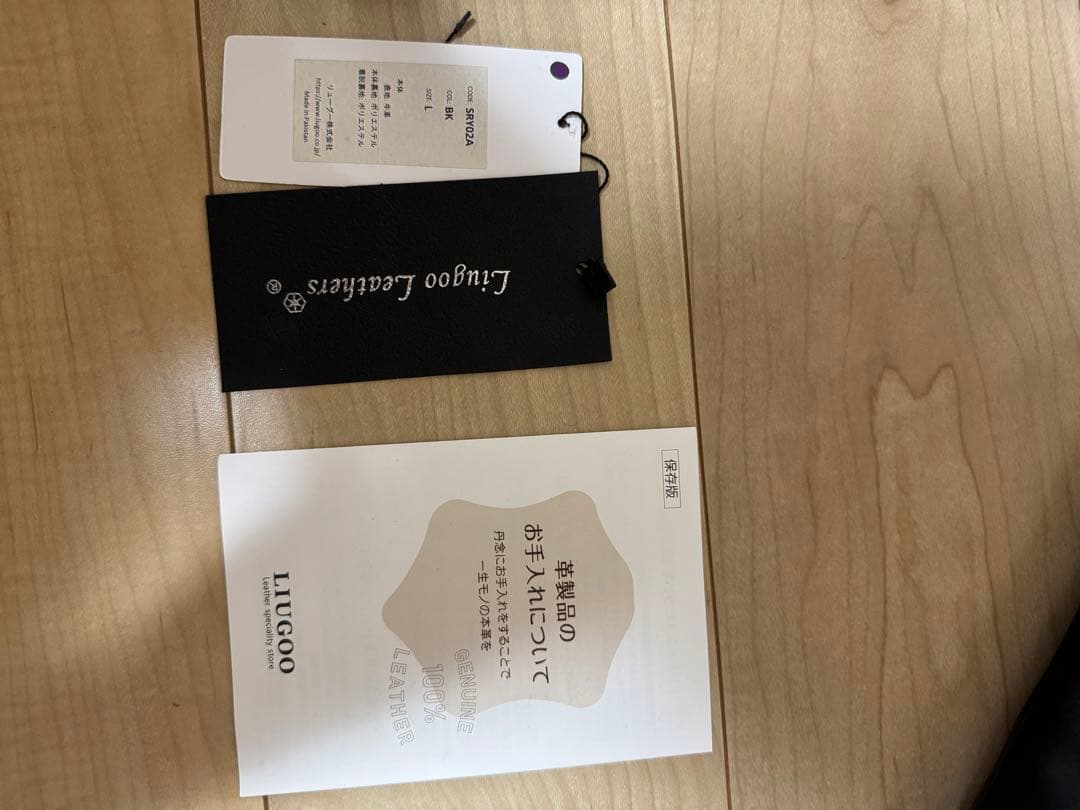 CODE: SRY02A
COL: BK
SIZE: L
本体
表地: 牛革
本体裏地: ポリエステル
着脱裏地: ポリエステル
リューグー株式会社
https://www.liugoo.co.jp/
Made in Pakistan
Liugoo Leathers
®
保存版
革製品の
お手入れについて
丹念にお手入れをすることで
一生モノの本革を
GENUINE
100%
LEATHER
LIUGOO
Leather speciality store